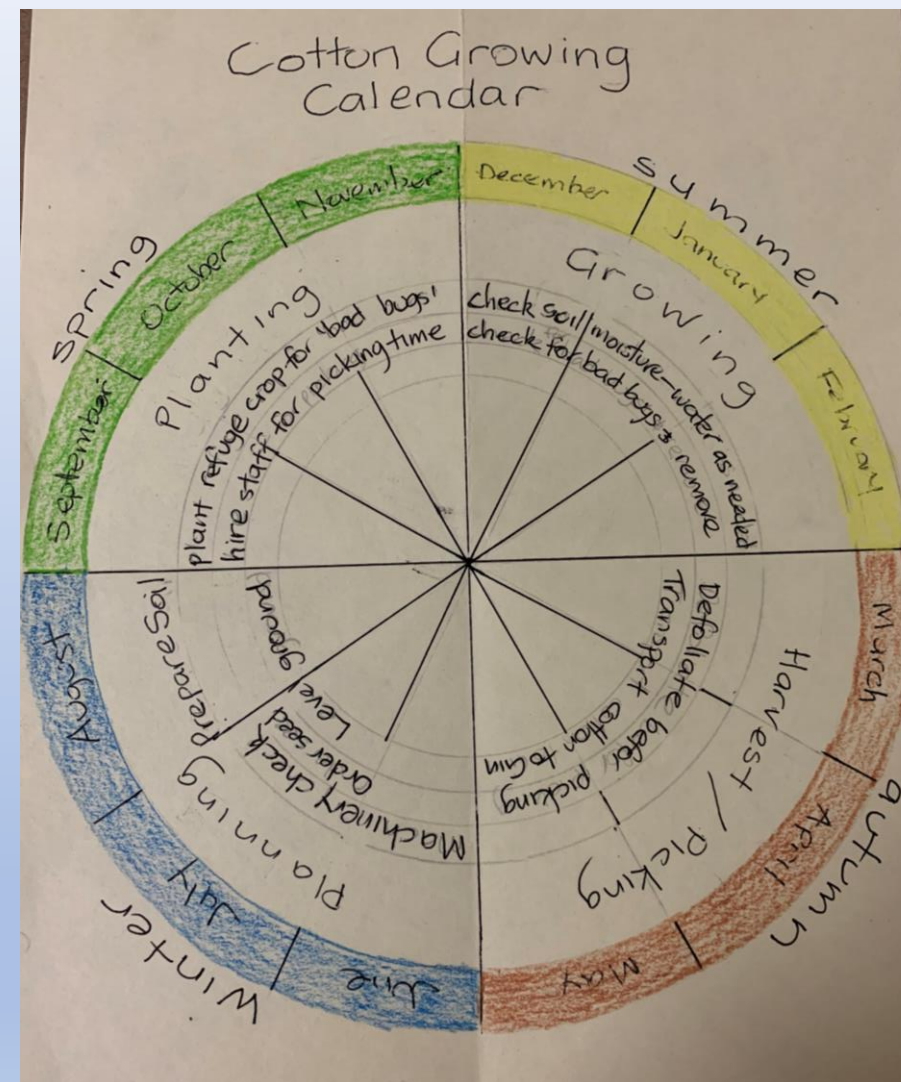 Cotton Growing
Calendar
Summer
December
January
February
Growing
check soil moisture-water as needed
check for bad bugs & remove
autumn
March
April
May
Harvest / Picking
Defoliate befor picking
Transport cotton to Gin
Winter
June
July
August
Planning
Machinery check
Order seed
Prepare Soil
Level ground
Spring
September
October
November
Planting
plant refuge crop for 'bad bugs'
hire staff for picking time